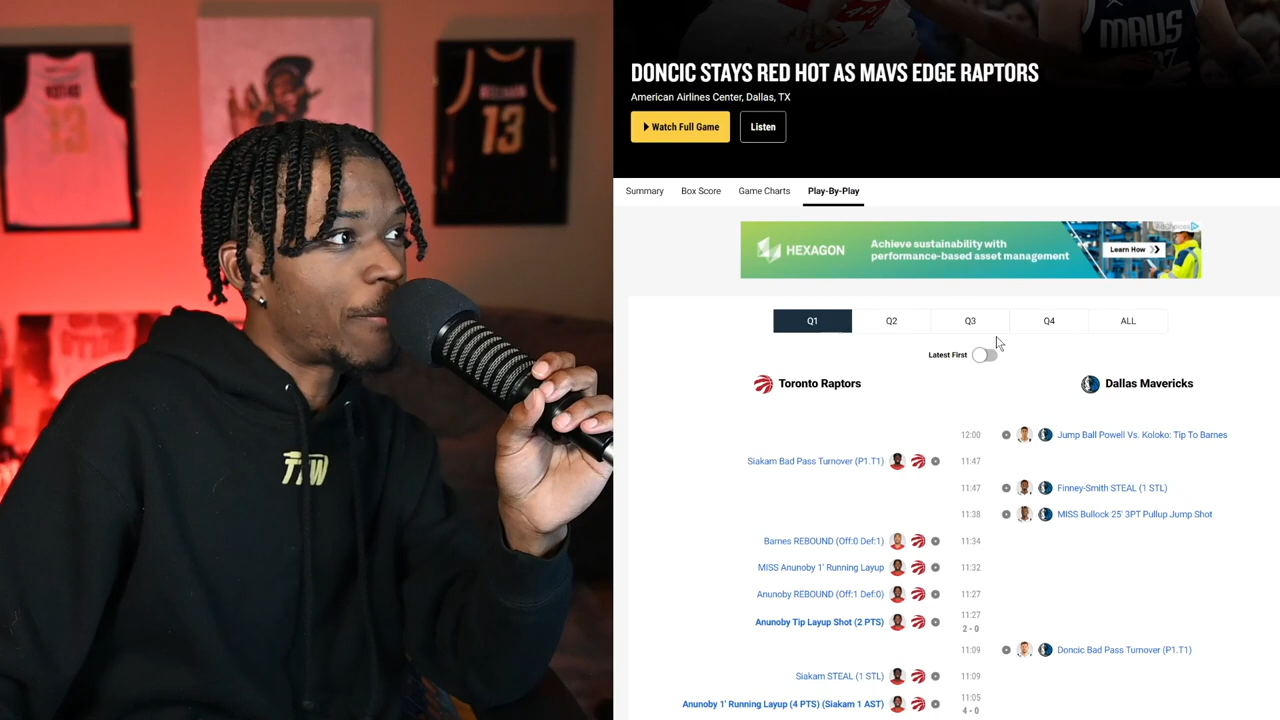 13
13
TTW
MAVS
DONCIC STAYS RED HOT AS MAVS EDGE RAPTORS
American Airlines Center, Dallas, TX
Watch Full Game
Listen
Summary
Box Score
Game Charts
Play-By-Play
HEXAGON
Achieve sustainability with
performance-based asset management
Learn How
AdChoices
Q1
Q2
Q3
Q4
ALL
Latest First
Toronto Raptors
Dallas Mavericks
12:00 Jump Ball Powell Vs. Koloko: Tip To Barnes
Siakam Bad Pass Turnover (P1.T1) 11:47
11:47 Finney-Smith STEAL (1 STL)
11:38 MISS Bullock 25' 3PT Pullup Jump Shot
Barnes REBOUND (Off:0 Def:1) 11:34
MISS Anunoby 1' Running Layup 11:32
Anunoby REBOUND (Off:1 Def:0) 11:27
Anunoby Tip Layup Shot (2 PTS) 11:27
2 - 0
11:09 Doncic Bad Pass Turnover (P1.T1)
Siakam STEAL (1 STL) 11:09
Anunoby 1' Running Layup (4 PTS) (Siakam 1 AST) 11:05
4 - 0